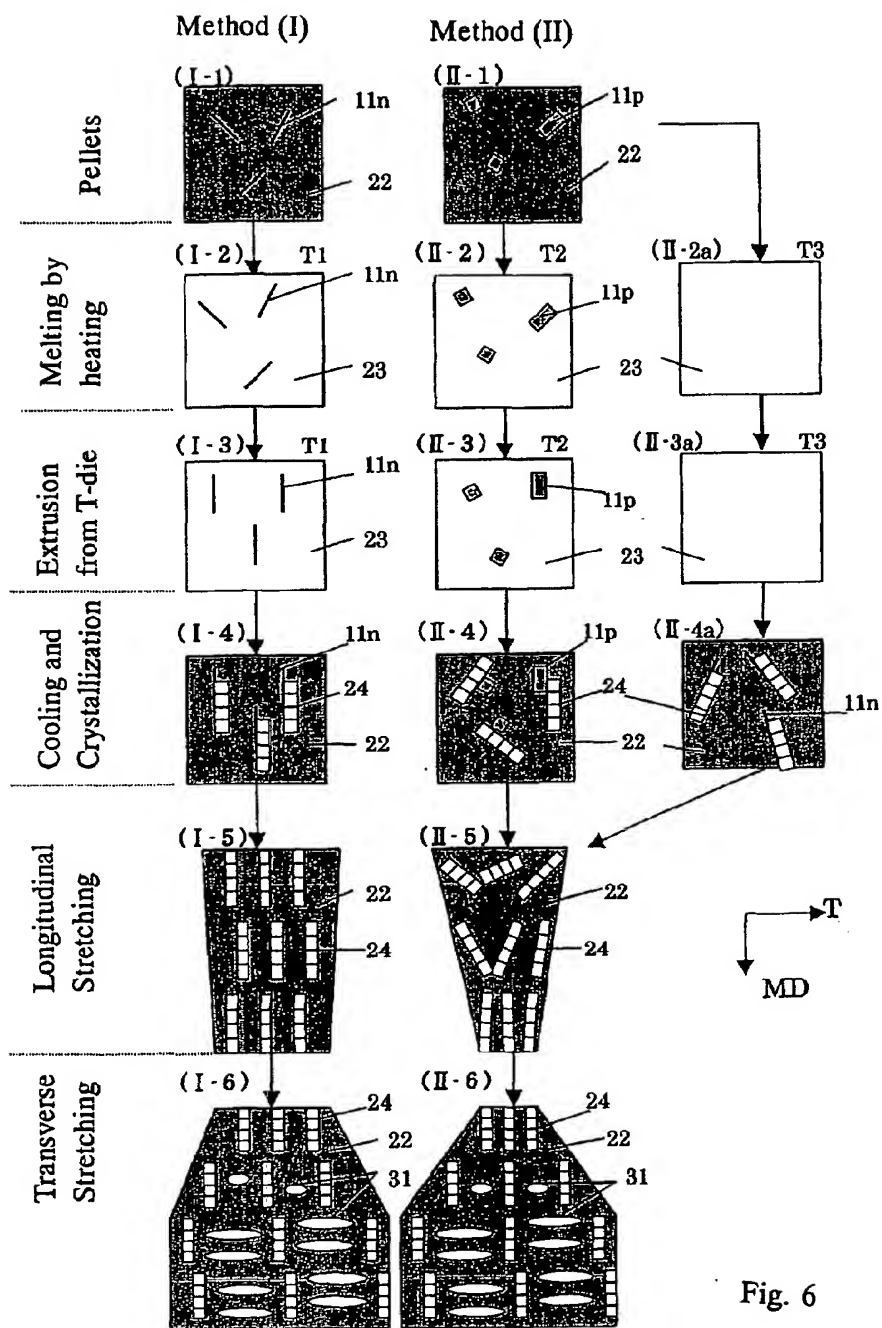 Method (I)
Method (II)
Pellets
(I-1)
11n
22
(II-1)
11p
22
Melting by
heating
(I-2)
T1
11n
23
(II-2)
T2
11p
23
(II-2a)
T3
Extrusion
from T-die
(I-3)
T1
11n
23
(II-3)
T2
11p
23
(II-3a)
T3
Cooling and
Crystallization
(I-4)
11n
24
22
(II-4)
11p
24
22
(II-4a)
11n
Longitudinal
Stretching
(I-5)
22
24
(II-5)
22
24
T
MD
Transverse
Stretching
(I-6)
24
22
31
(II-6)
24
22
31
Fig. 6